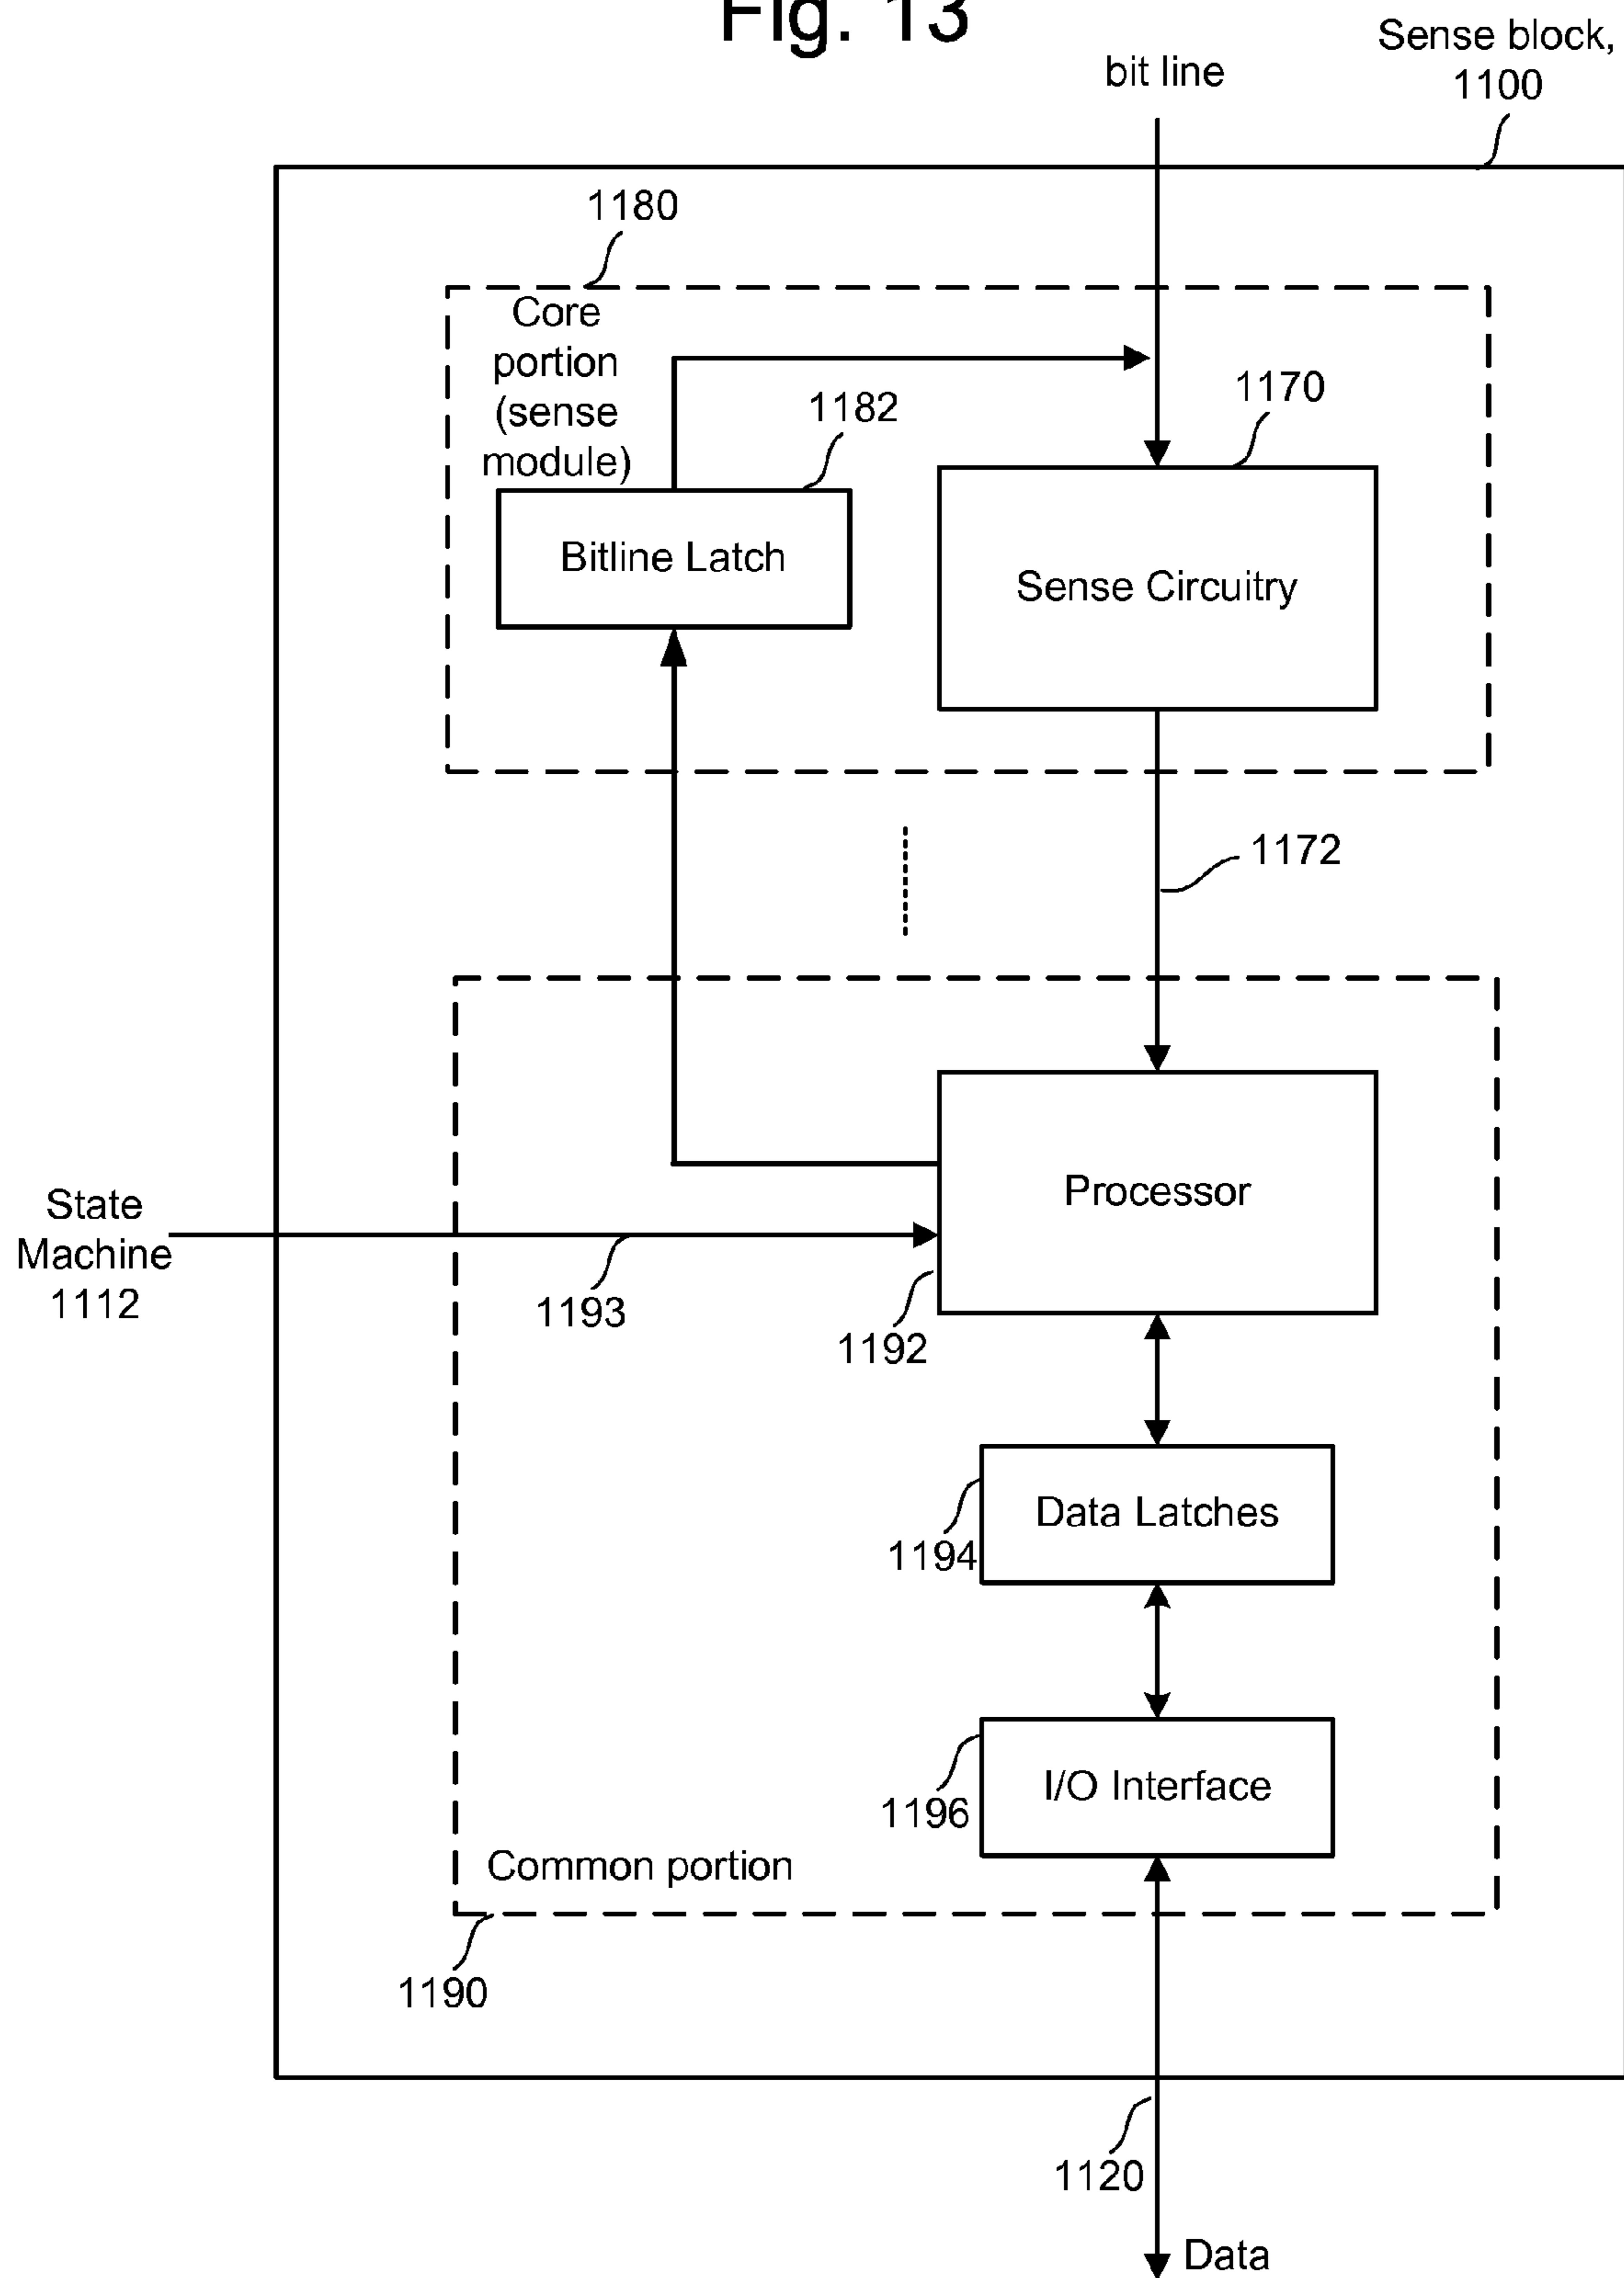 Fig. 13
Sense block,
1100
bit line
1180
Core
portion
(sense
module)
1182
1170
Bitline Latch
Sense Circuitry
1172
Processor
State
Machine
1112
1193
1192
Data Latches
1194
I/O Interface
1196
Common portion
1190
1120
Data